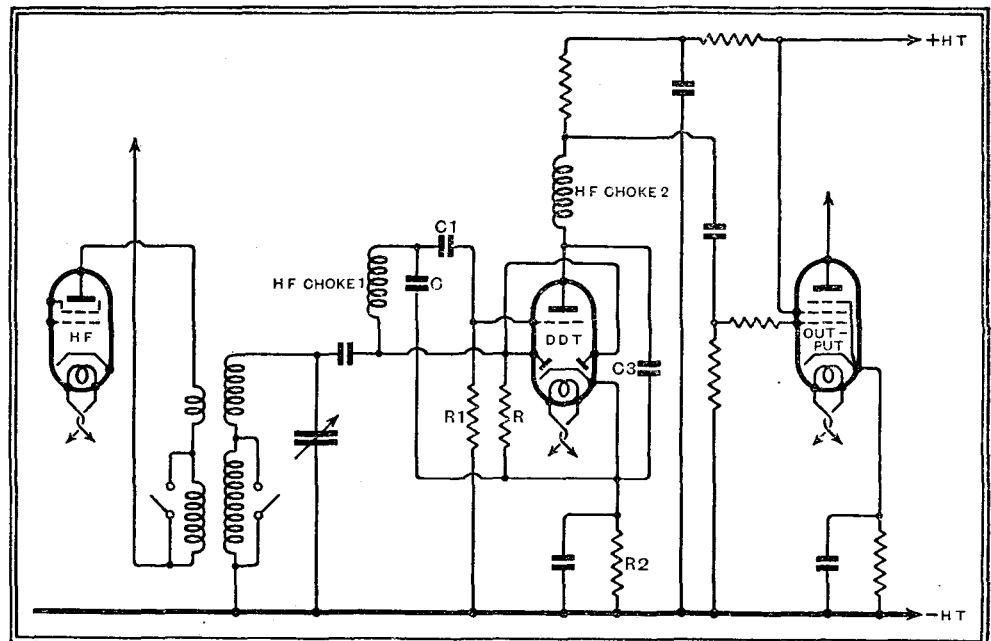 +HT
HF CHOKE 2
C1
HF CHOKE 1
C
HF
DDT
OUT-
PUT
C3
R1
R
R2
-HT